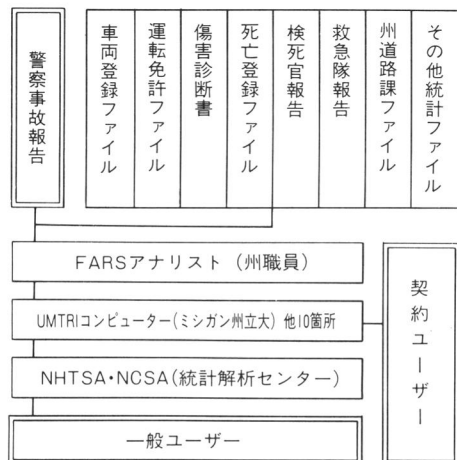 警察事故報告
車両登録ファイル
運転免許ファイル
傷害診断書
死亡登録ファイル
検死官報告
救急隊報告
州道路課ファイル
その他統計ファイル
FARSアナリスト（州職員）
UMTRIコンピューター(ミシガン州立大)他10箇所
契約ユーザー
NHTSA・NCSA(統計解析センター)
一般ユーザー